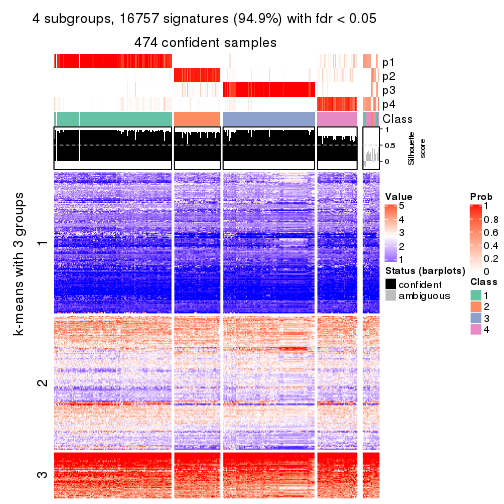 4 subgroups, 16757 signatures (94.9%) with fdr < 0.05
474 confident samples
p1
p2
p3
p4
Class
1
0.5
0
Silhouette
score
k-means with 3 groups
1
2
3
Value
5
4
3
2
1
Status (barplots)
confident
ambiguous
Prob
1
0.8
0.6
0.4
0.2
0
Class
1
2
3
4